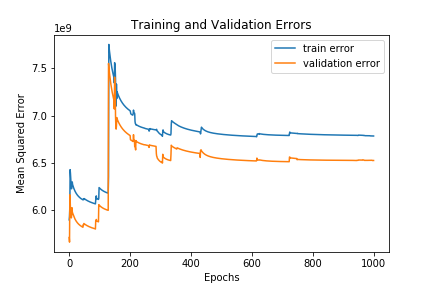 Training and Validation Errors
1e9
train error
validation error
7.5
7.0
6.5
6.0
Mean Squared Error
0 200 400 600 800 1000
Epochs